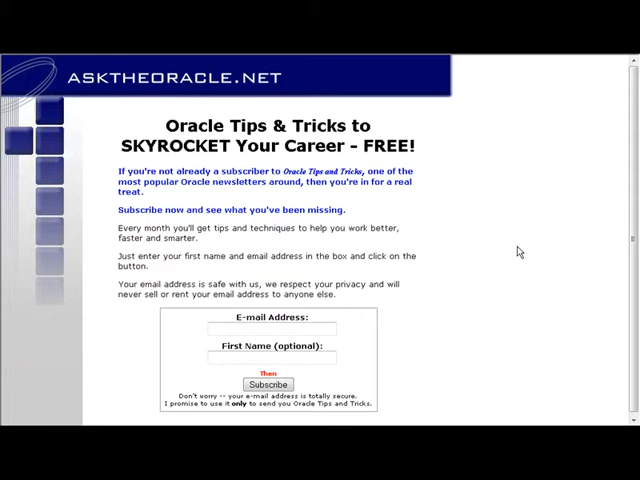 ASKTHEORACLE.NET
Oracle Tips & Tricks to
SKYROCKET Your Career - FREE!
If you're not already a subscriber to Oracle Tips and Tricks, one of the
most popular Oracle newsletters around, then you're in for a real
treat.
Subscribe now and see what you've been missing.
Every month you'll get tips and techniques to help you work better,
faster and smarter.
Just enter your first name and email address in the box and click on the
button.
Your email address is safe with us, we respect your privacy and will
never sell or rent your email address to anyone else.
E-mail Address:
First Name (optional):
Then
Subscribe
Don't worry -- your e-mail address is totally secure.
I promise to use it only to send you Oracle Tips and Tricks.